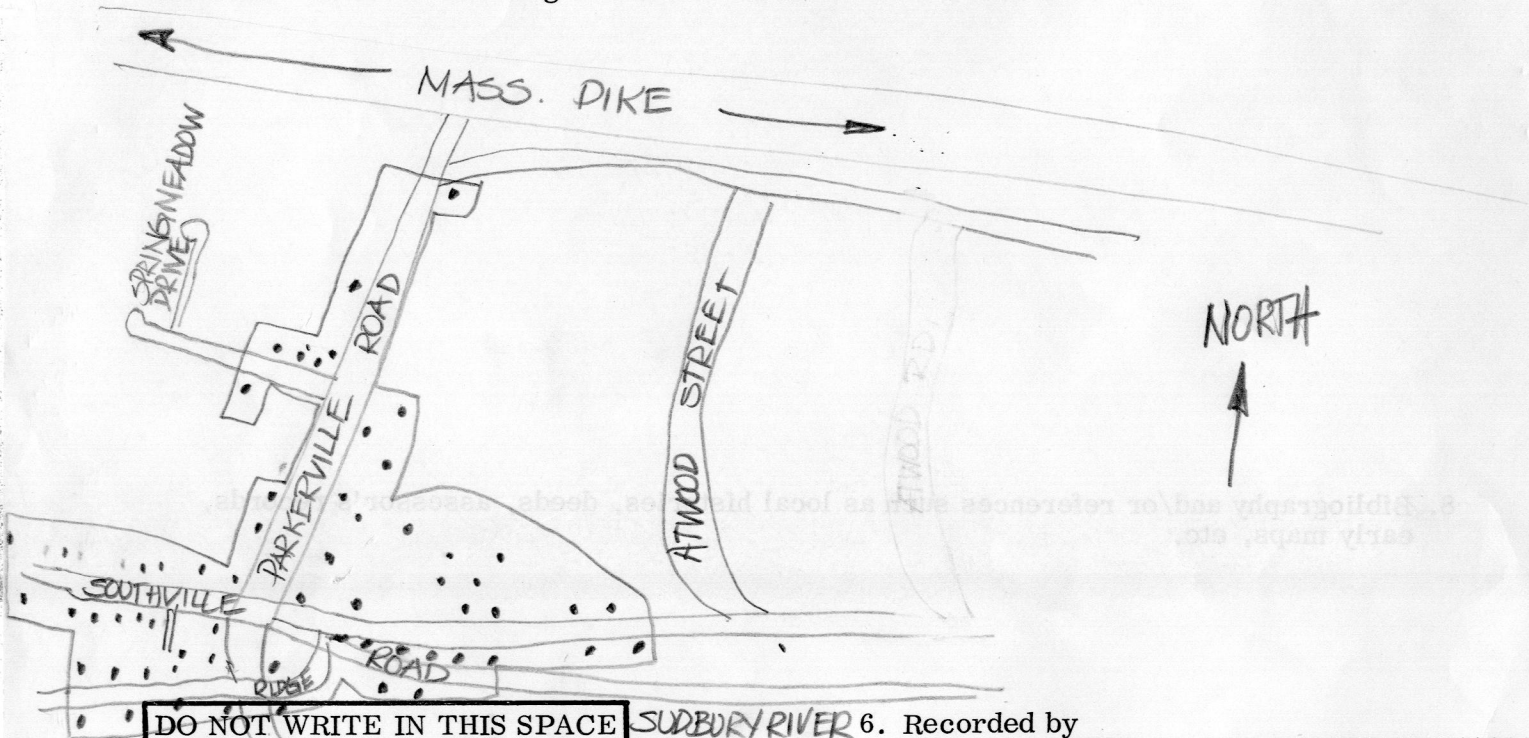 MASS. PIKE
SPRINGMEADOW
DRIVE
PARKERVILLE ROAD
ATWOOD STREET
ATWOOD RD.
NORTH
8. Bibliography and/or references such as local histories, deeds, assessor's records,
early maps, etc.
SOUTHVILLE ROAD
RIDGE
DO NOT WRITE IN THIS SPACE
SUDBURY RIVER
6. Recorded by